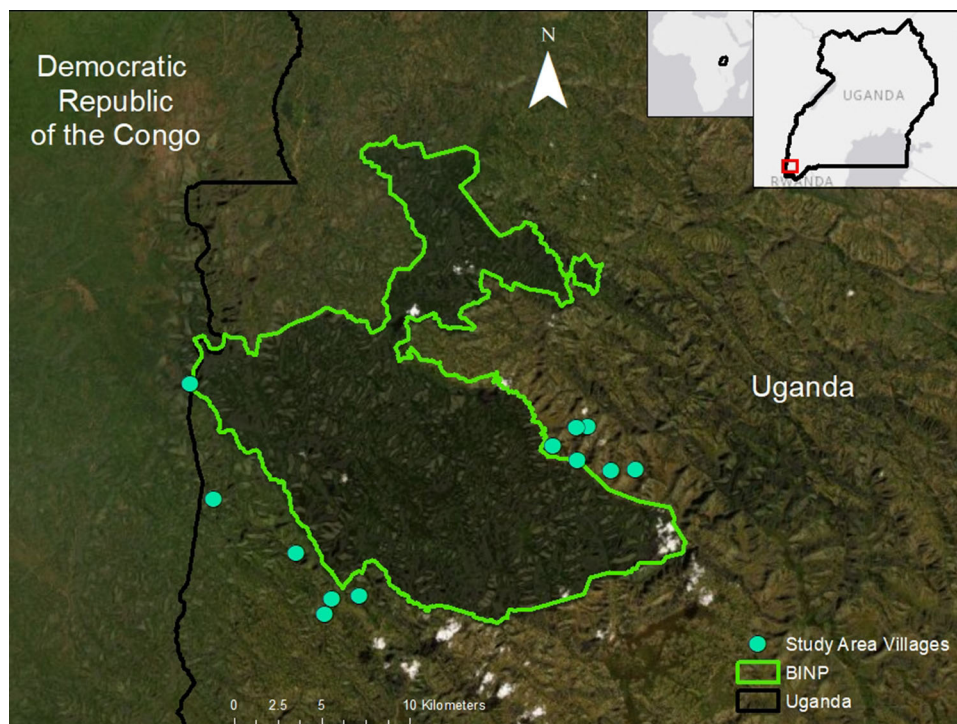 Democratic
Republic
of the Congo
N
UGANDA
RWANDA
Uganda
Study Area Villages
BINP
Uganda
0 2.5 5 10 Kilometers